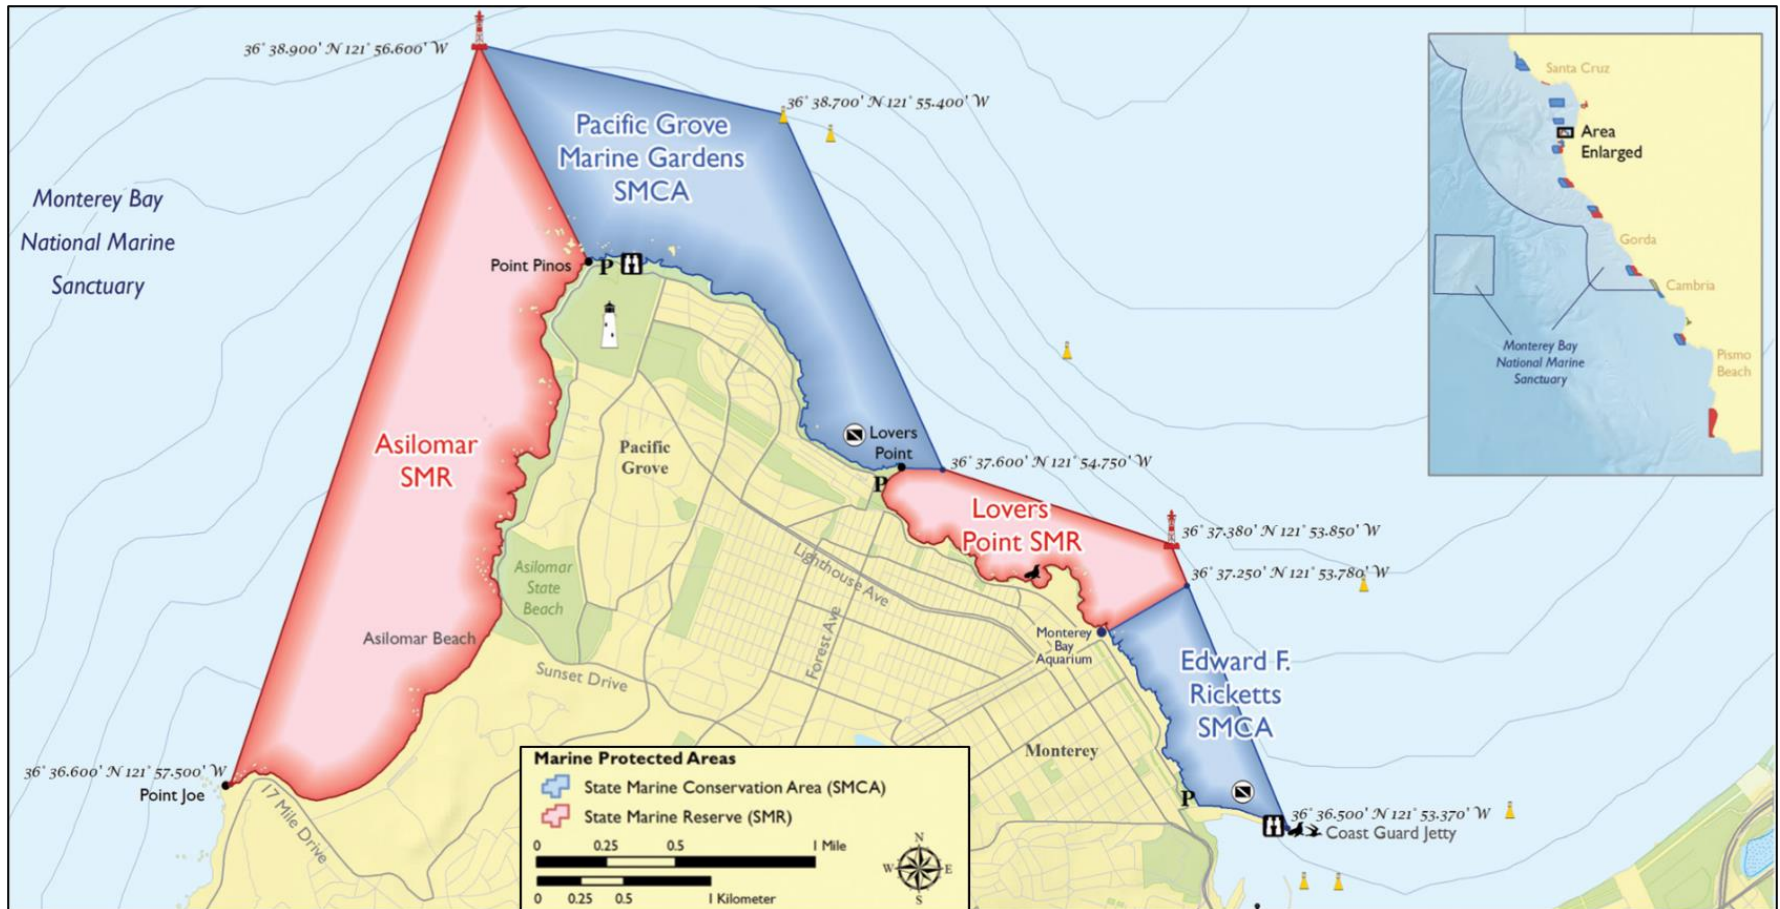 36° 38.900' N 121° 56.600' W
36° 38.700' N 121° 55.400' W
Pacific Grove
Marine Gardens
SMCA
Monterey Bay
National Marine
Sanctuary
Point Pinos
P
Asilomar
SMR
Pacific
Grove
Lovers
Point
P
36° 37.600' N 121° 54.750' W
Lovers
Point SMR
36° 37.380' N 121° 53.850' W
36° 37.250' N 121° 53.780' W
Lighthouse Ave
Forest Ave
Asilomar
State
Beach
Asilomar Beach
Sunset Drive
Monterey
Bay
Aquarium
Edward F.
Ricketts
SMCA
Monterey
P
36° 36.600' N 121° 57.500' W
Point Joe
17 Mile Drive
36° 36.500' N 121° 53.370' W
Coast Guard Jetty
Marine Protected Areas
State Marine Conservation Area (SMCA)
State Marine Reserve (SMR)
0 0.25 0.5 1 Mile
0 0.25 0.5 1 Kilometer
N
W E
S
Santa Cruz
Area
Enlarged
Gorda
Cambria
Monterey Bay
National Marine
Sanctuary
Pismo
Beach